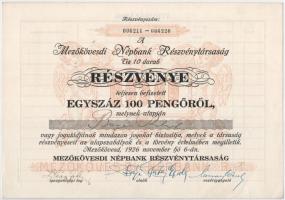 Részvényszám:
006211 — 006220
A
Mezőkövesdi Népbank Részvénytársaság
Tíz 10 darab
RÉSZVÉNYE
teljesen befizetett
EGYSZÁZ 100 PENGŐRŐL,
melynek alapján
vagy jogutódjának mindazon jogokat biztosítja, melyek a társaság
részvényeseit az alapszabályok és a törvény értelmében megilletik.
Mezőkövesd, 1926 november hó 6-án.
MEZŐKÖVESDI NÉPBANK RÉSZVÉNYTÁRSASÁG